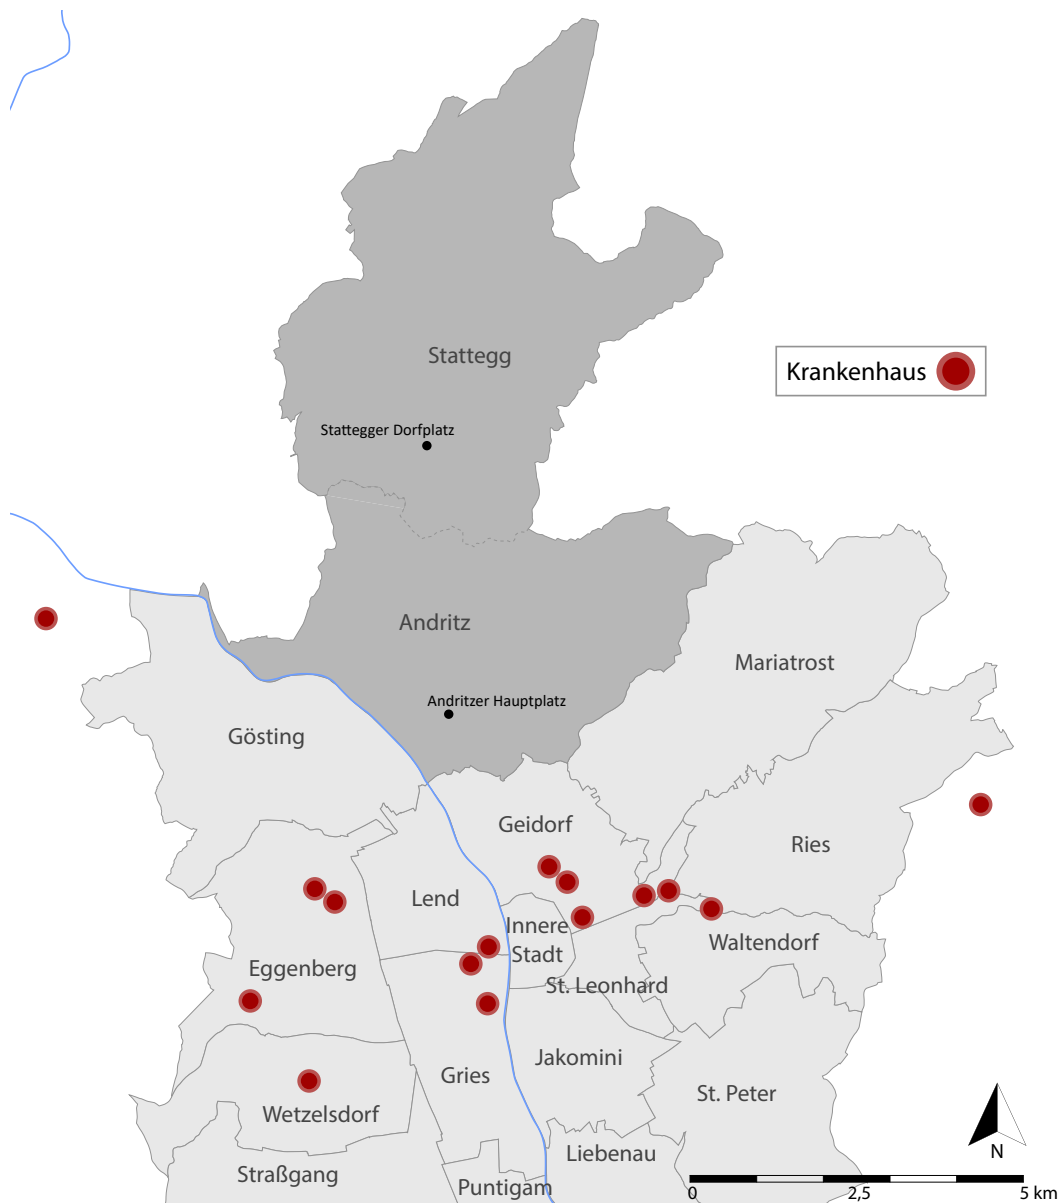 Stattegg
Krankenhaus
Stattegger Dorfplatz
Andritz
Mariatrost
Andritzer Hauptplatz
Gösting
Geidorf
Ries
Lend
Innere
Stadt
Waltendorf
Eggenberg
St. Leonhard
Jakomini
Gries
St. Peter
Wetzelsdorf
Liebenau
N
Straßgang
Puntigam
0 2,5 5 km